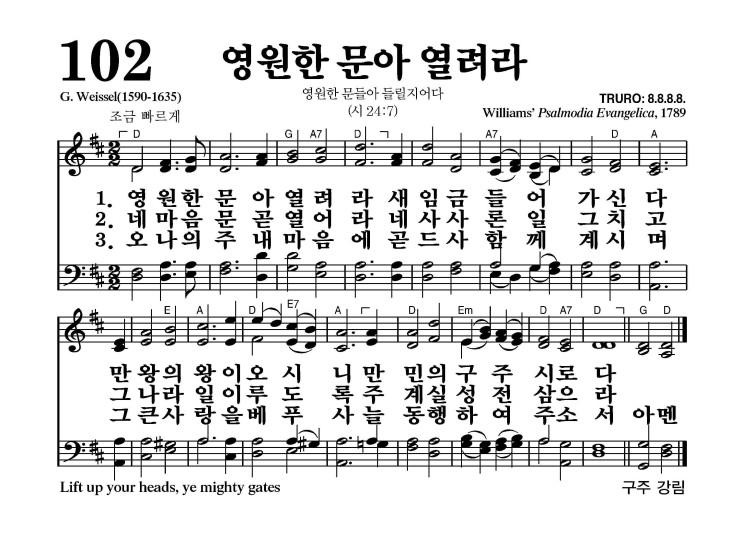 102 영원한 문아 열려라
G. Weissel(1590-1635) 영원한 문들아 들릴지어다 TRURO: 8.8.8.8.
조금 빠르게 (시 24:7) Williams' Psalmodia Evangelica, 1789
D G A7 D D A7 G D A
1. 영 원 한 문 아 열 려 라 새 임 금 들 어 가 신 다
2. 네 마 음 문 곧 열 어 라 네 사 사 론 일 그 치 고
3. 오 나 의 주 내 마 음 에 곧 드 사 함 께 계 시 며
E A D E7 A D Em D A7 D G D
만 왕 의 왕 이 오 시 니 만 민 의 구 주 시 로 다
그 나 라 일 이 루 도 록 주 계 실 성 전 삼 으 라
그 큰 사 랑 을 베 푸 사 늘 동 행 하 여 주 소 서 아 멘
Lift up your heads, ye mighty gates 구주 강림